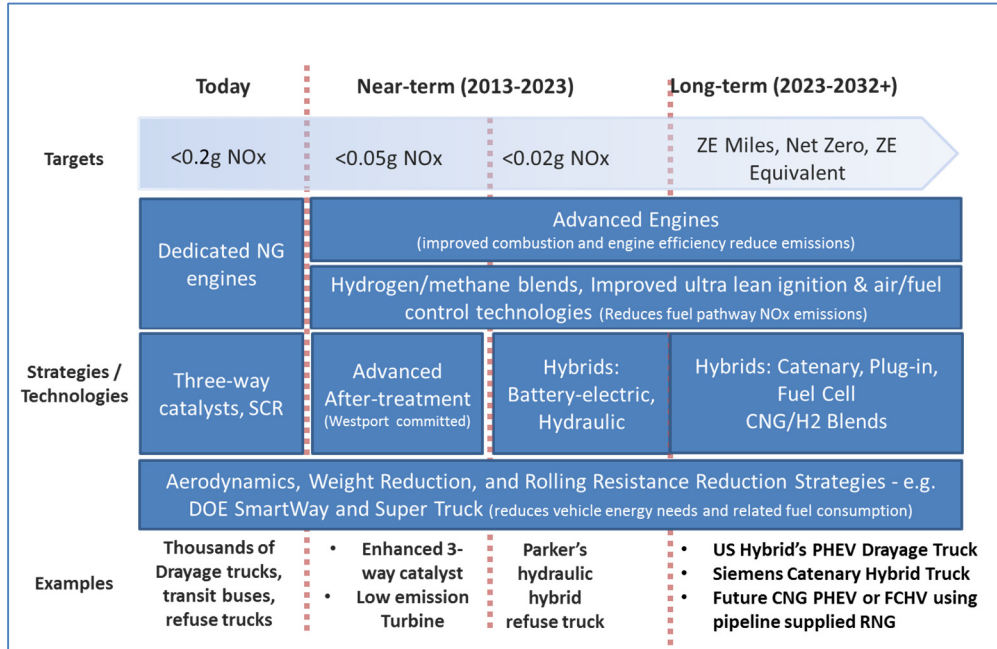 Today
Near-term (2013-2023)
Long-term (2023-2032+)
Targets
<0.2g NOx
<0.05g NOx
<0.02g NOx
ZE Miles, Net Zero, ZE
Equivalent
Strategies /
Technologies
Dedicated NG
engines
Advanced Engines
(improved combustion and engine efficiency reduce emissions)
Hydrogen/methane blends, Improved ultra lean ignition & air/fuel
control technologies (Reduces fuel pathway NOx emissions)
Three-way
catalysts, SCR
Advanced
After-treatment
(Westport committed)
Hybrids:
Battery-electric,
Hydraulic
Hybrids: Catenary, Plug-in,
Fuel Cell
CNG/H2 Blends
Aerodynamics, Weight Reduction, and Rolling Resistance Reduction Strategies - e.g.
DOE SmartWay and Super Truck (reduces vehicle energy needs and related fuel consumption)
Examples
Thousands of
Drayage trucks,
transit buses,
refuse trucks
• Enhanced 3-
way catalyst
• Low emission
Turbine
Parker's
hydraulic
hybrid
refuse truck
• US Hybrid's PHEV Drayage Truck
• Siemens Catenary Hybrid Truck
• Future CNG PHEV or FCHV using
pipeline supplied RNG